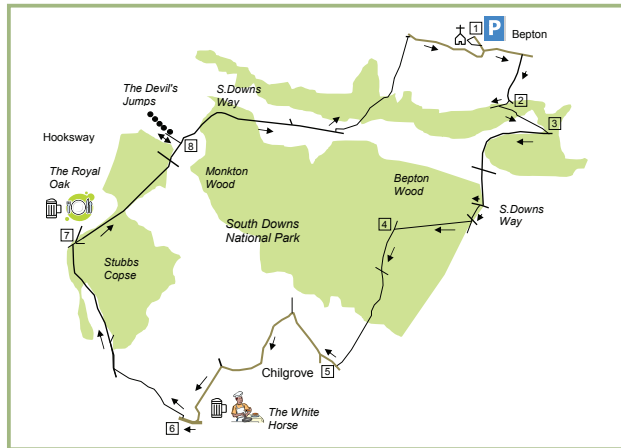 1
P
Bepton
The Devil's
Jumps
S.Downs
Way
2
3
Hooksway
8
The Royal
Oak
Monkton
Wood
Bepton
Wood
S.Downs
Way
South Downs
National Park
4
7
Stubbs
Copse
Chilgrove
5
6
The White
Horse